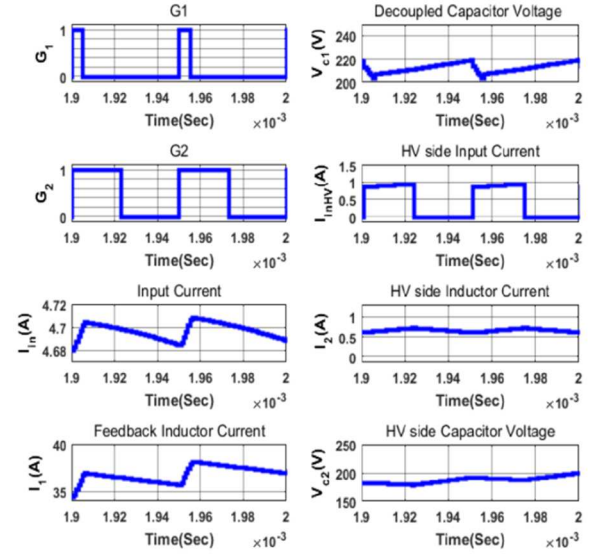 G1
G1
1
0
1.9 1.92 1.94 1.96 1.98 2
Time(Sec) ×10-3
Decoupled Capacitor Voltage
Vc1(V)
240
220
200
1.9 1.92 1.94 1.96 1.98 2
Time(Sec) ×10-3
G2
G2
1
0
1.9 1.92 1.94 1.96 1.98 2
Time(Sec) ×10-3
HV side Input Current
IinHV(A)
1.5
1
0.5
0
1.9 1.92 1.94 1.96 1.98 2
Time(Sec) ×10-3
Input Current
Iin(A)
4.72
4.7
4.68
1.9 1.92 1.94 1.96 1.98 2
Time(Sec) ×10-3
HV side Inductor Current
I2(A)
1
0.5
0
1.9 1.92 1.94 1.96 1.98 2
Time(Sec) ×10-3
Feedback Inductor Current
I1(A)
40
35
1.9 1.92 1.94 1.96 1.98 2
Time(Sec) ×10-3
HV side Capacitor Voltage
Vc2(V)
250
200
150
1.9 1.92 1.94 1.96 1.98 2
Time(Sec) ×10-3